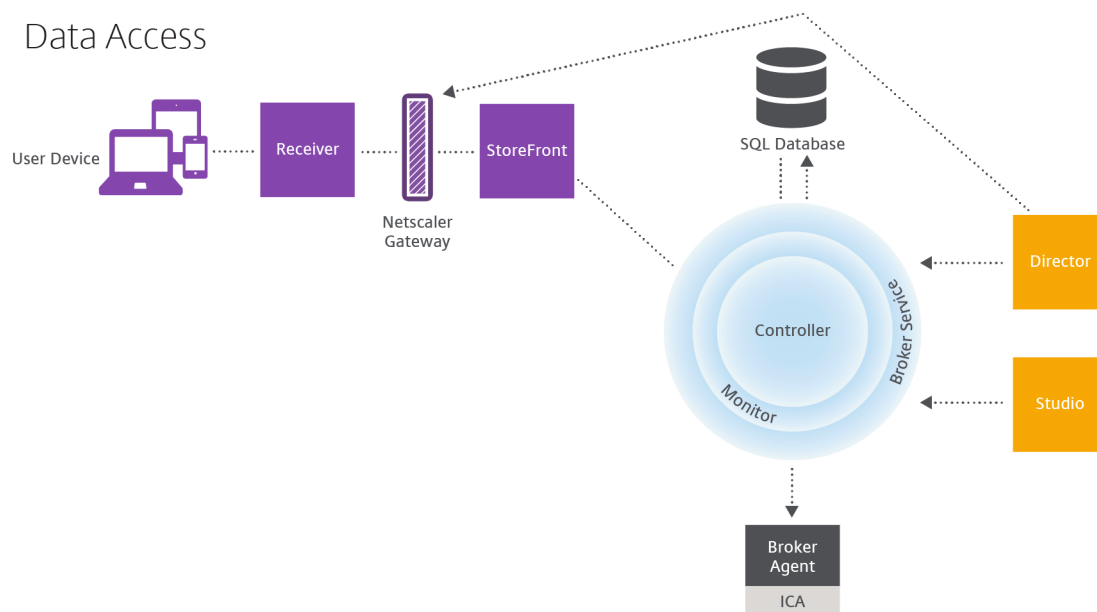 Data Access
User Device
Receiver
Netscaler
Gateway
StoreFront
SQL Database
Director
Controller
Broker Service
Monitor
Studio
Broker
Agent
ICA